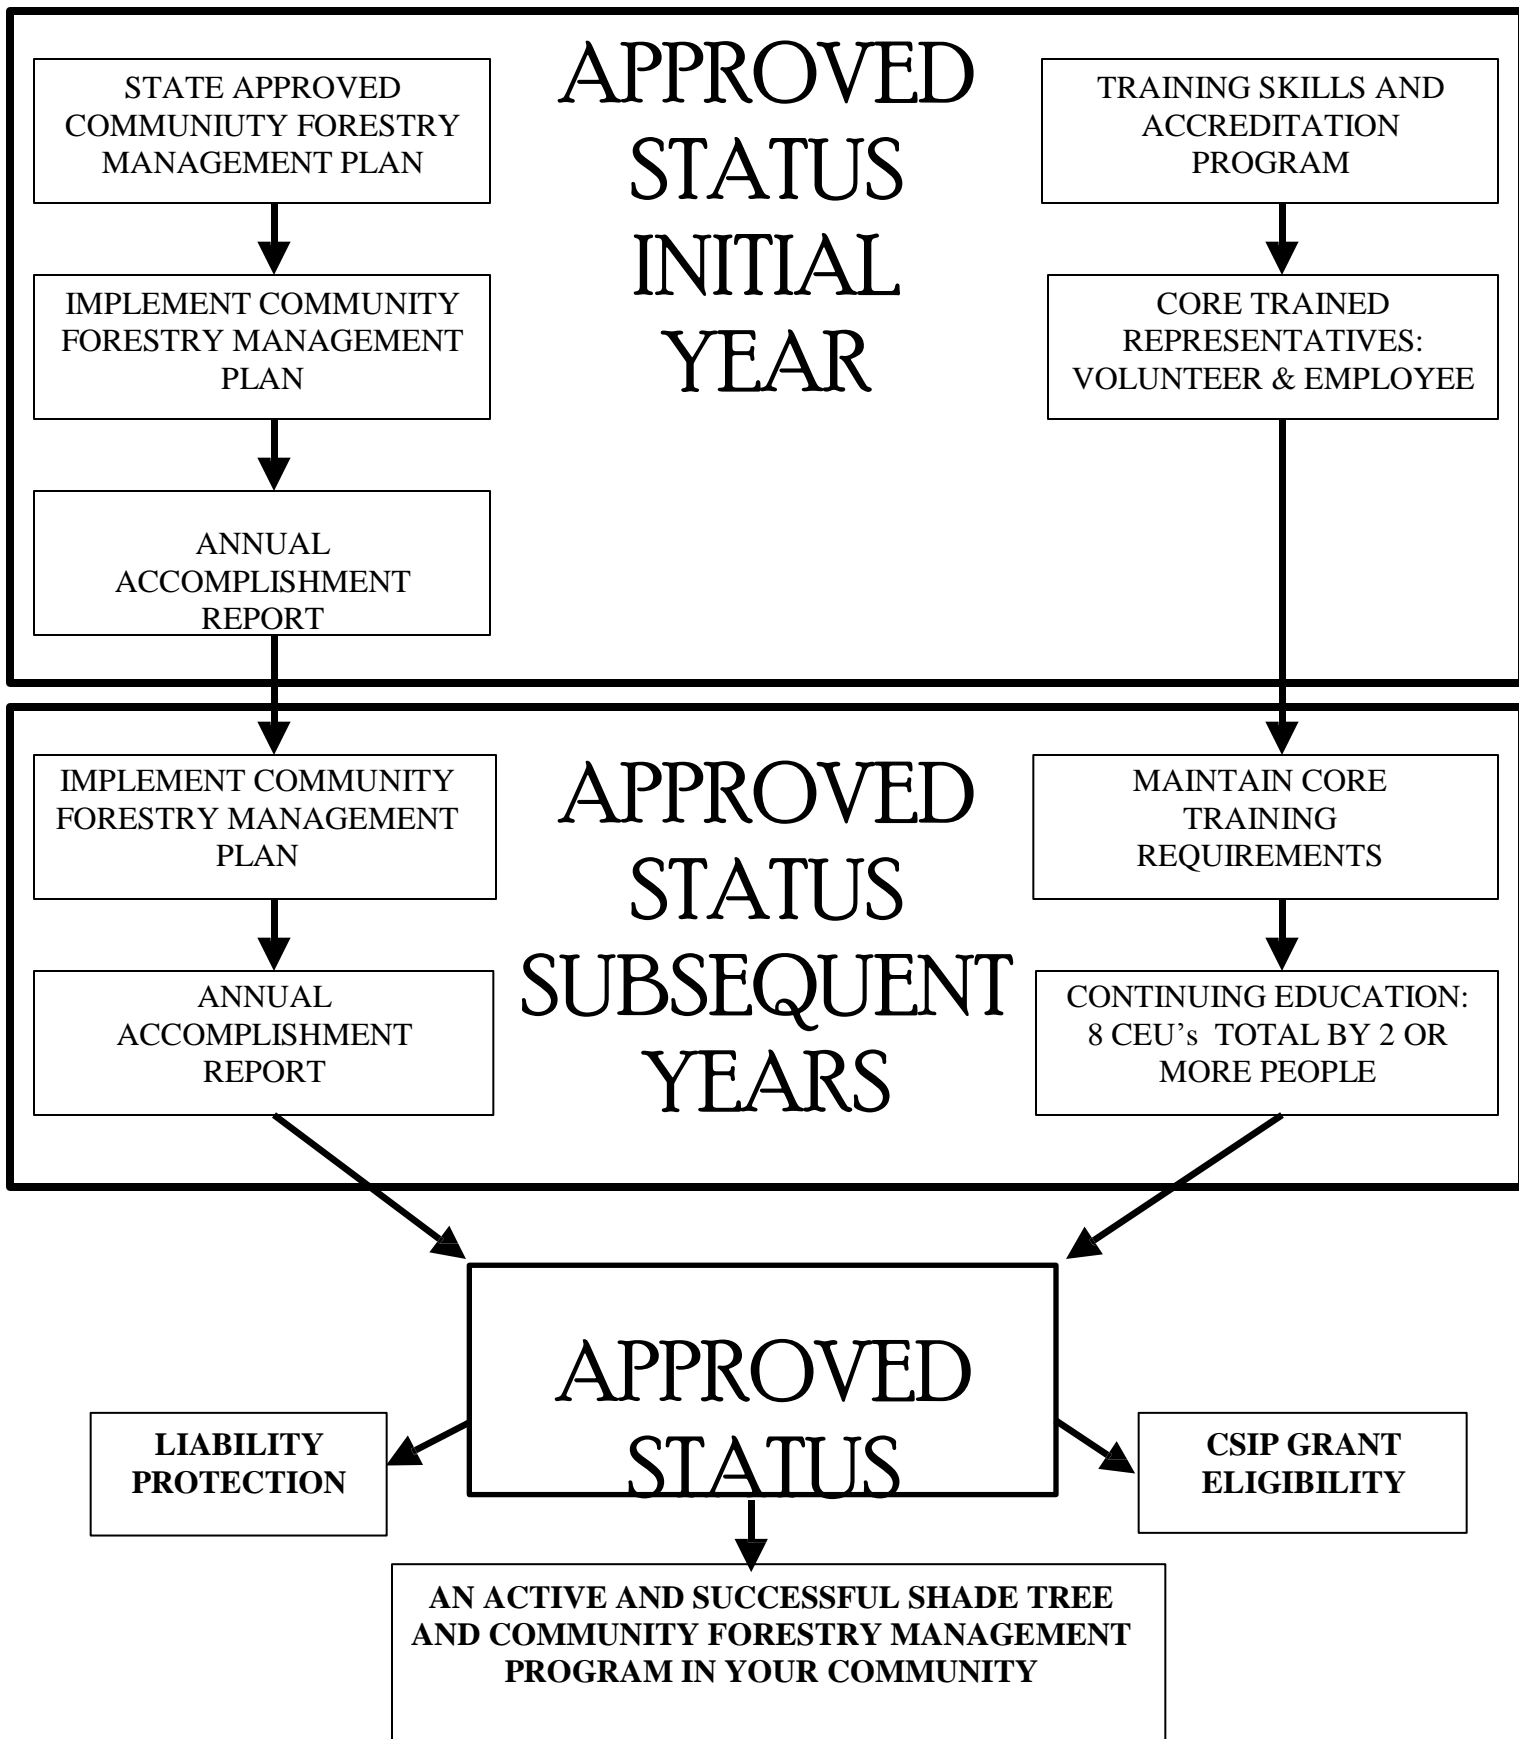 APPROVED
STATUS
INITIAL
YEAR
STATE APPROVED
COMMUNIUTY FORESTRY
MANAGEMENT PLAN
IMPLEMENT COMMUNITY
FORESTRY MANAGEMENT
PLAN
ANNUAL
ACCOMPLISHMENT
REPORT
TRAINING SKILLS AND
ACCREDITATION
PROGRAM
CORE TRAINED
REPRESENTATIVES:
VOLUNTEER & EMPLOYEE
APPROVED
STATUS
SUBSEQUENT
YEARS
IMPLEMENT COMMUNITY
FORESTRY MANAGEMENT
PLAN
ANNUAL
ACCOMPLISHMENT
REPORT
MAINTAIN CORE
TRAINING
REQUIREMENTS
CONTINUING EDUCATION:
8 CEU’s  TOTAL BY 2 OR
MORE PEOPLE
APPROVED
STATUS
LIABILITY
PROTECTION
CSIP GRANT
ELIGIBILITY
AN ACTIVE AND SUCCESSFUL SHADE TREE
AND COMMUNITY FORESTRY MANAGEMENT
PROGRAM IN YOUR COMMUNITY